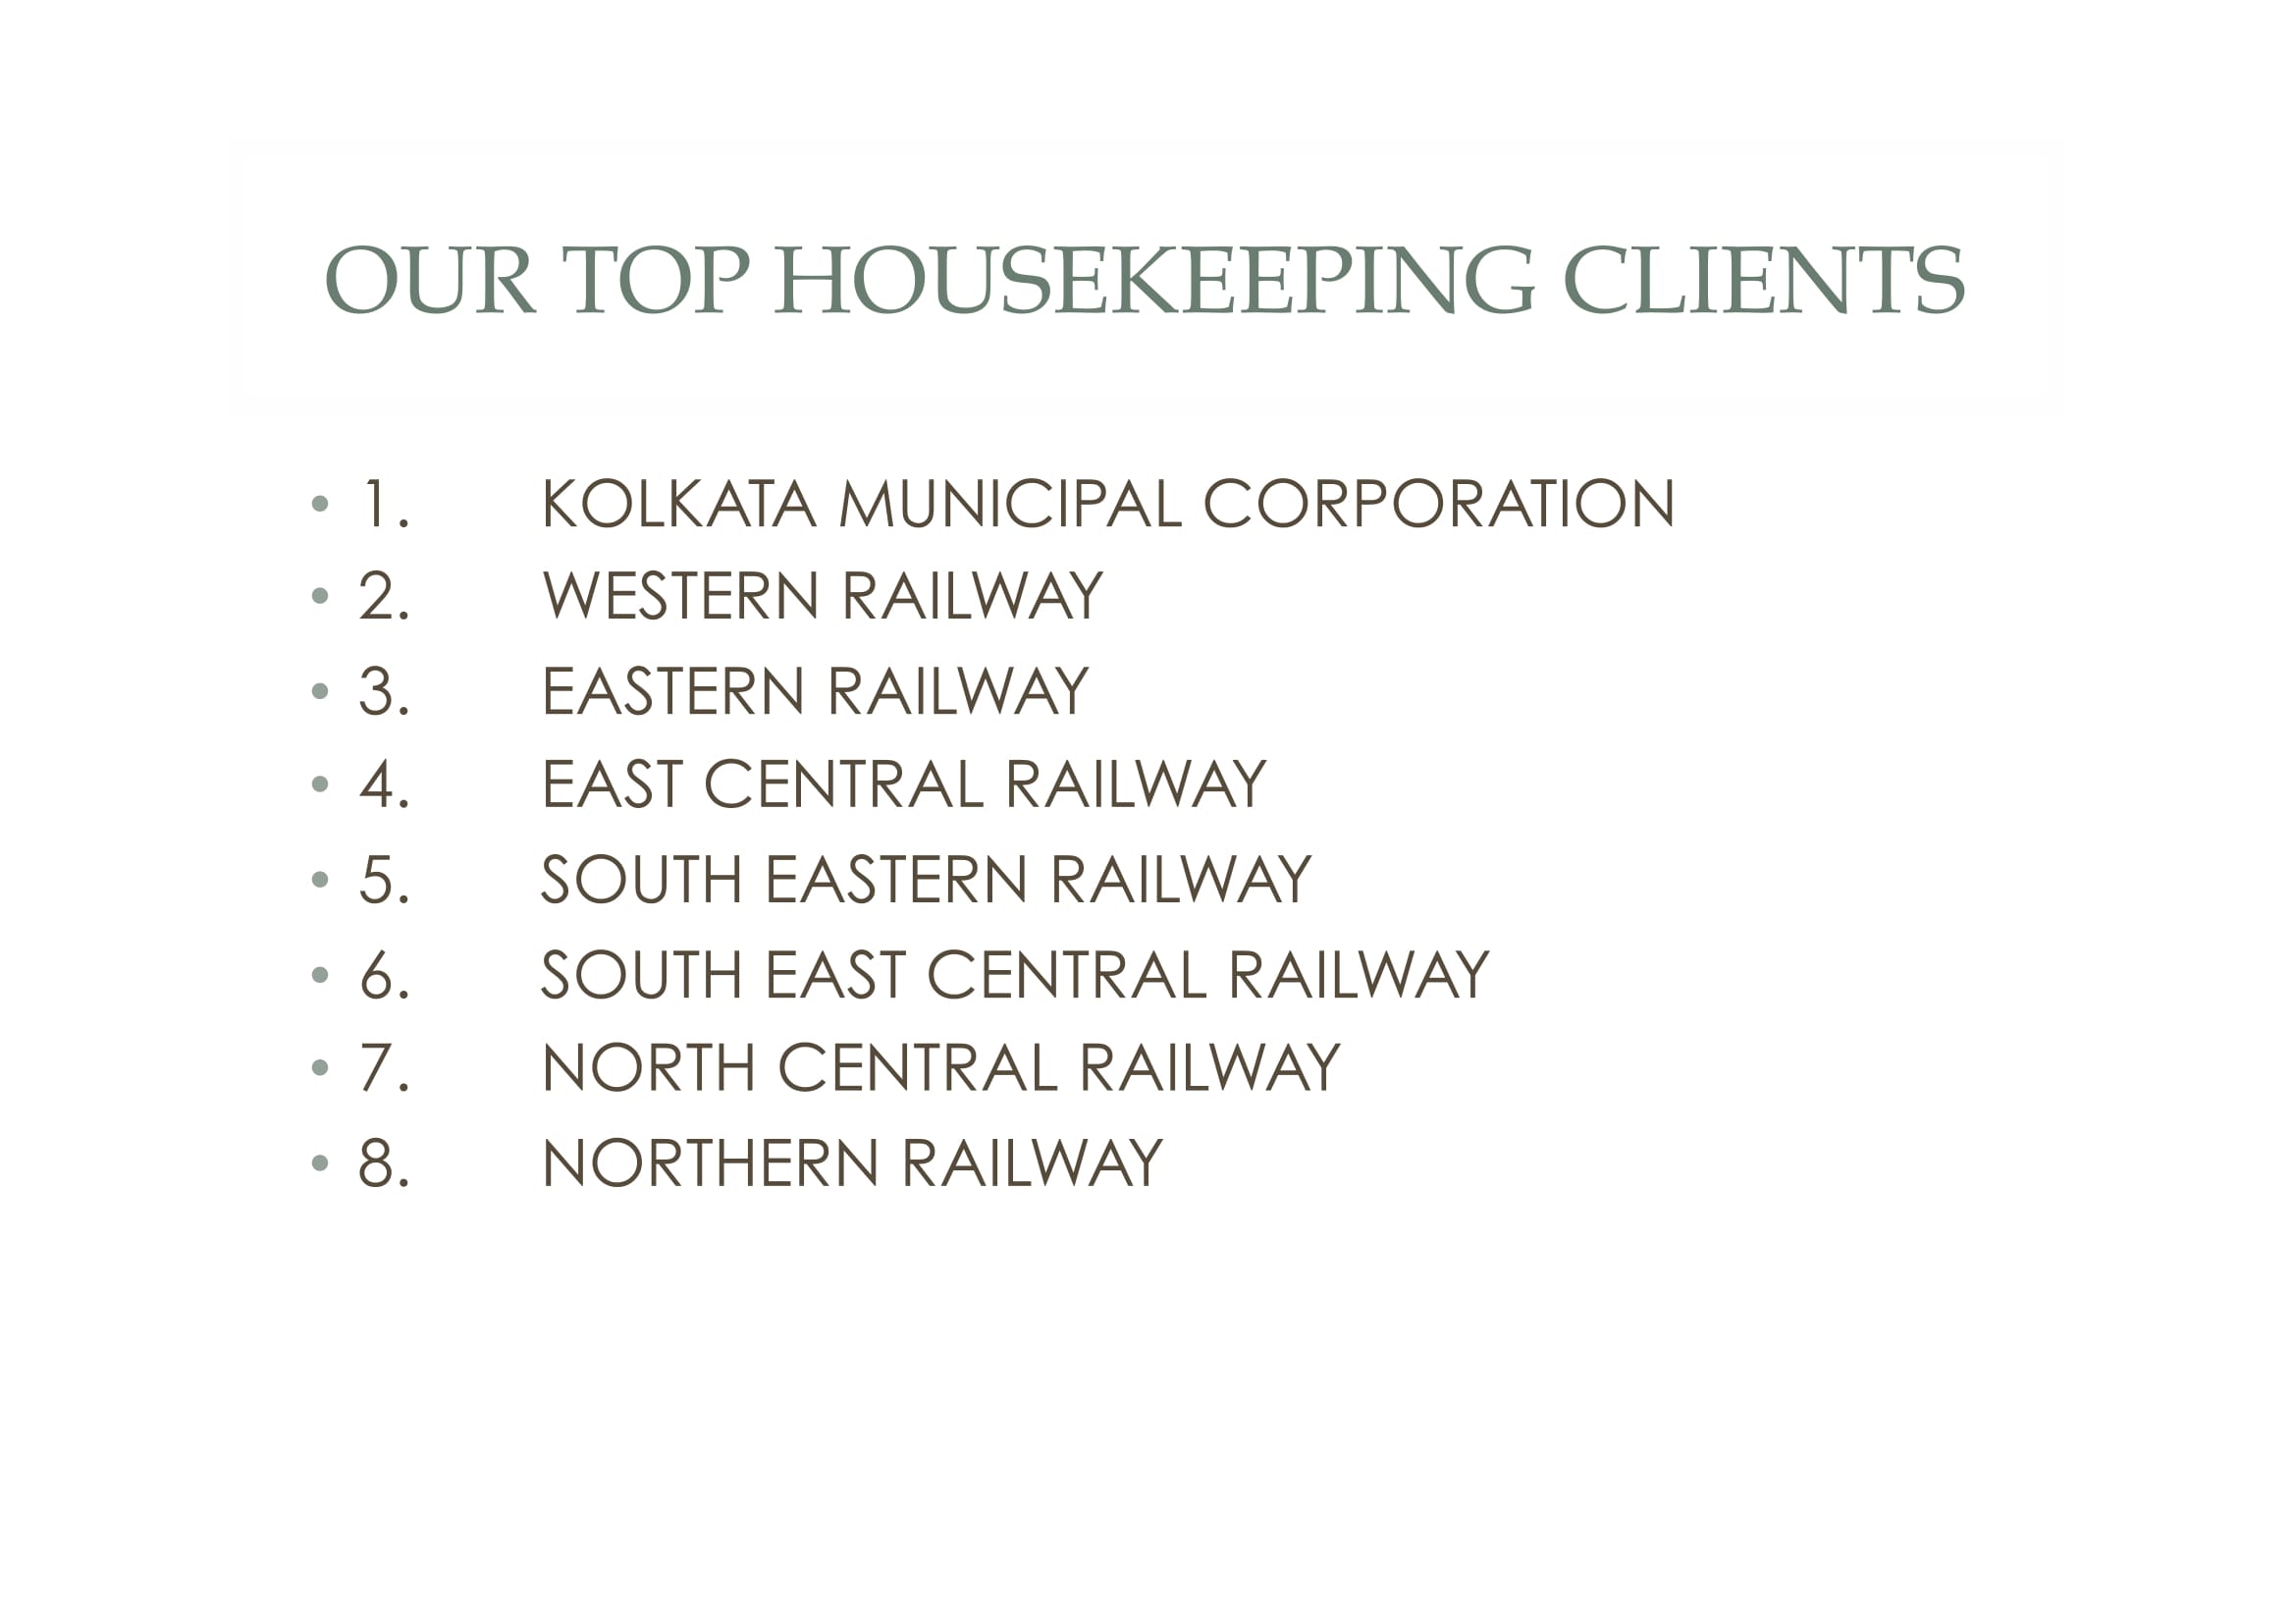 OUR TOP HOUSEKEEPING CLIENTS
• 1. KOLKATA MUNICIPAL CORPORATION
• 2. WESTERN RAILWAY
• 3. EASTERN RAILWAY
• 4. EAST CENTRAL RAILWAY
• 5. SOUTH EASTERN RAILWAY
• 6. SOUTH EAST CENTRAL RAILWAY
• 7. NORTH CENTRAL RAILWAY
• 8. NORTHERN RAILWAY